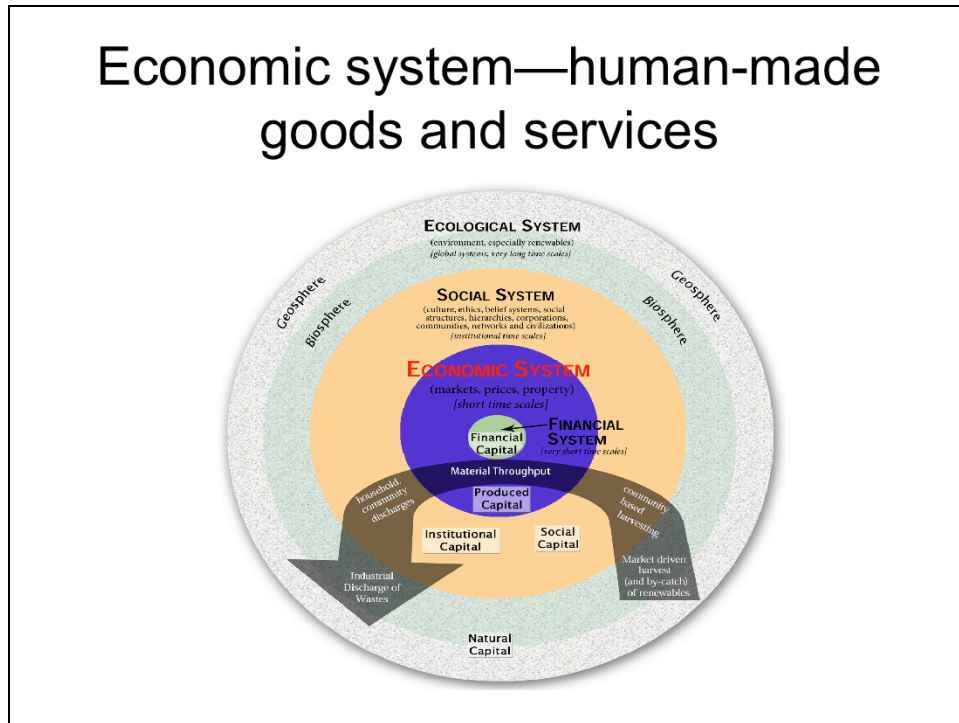 Economic system—human-made
goods and services
ECOLOGICAL SYSTEM
(environment, especially renewables)
[global systems, very long time scales]
Geosphere
Biosphere
Geosphere
Biosphere
SOCIAL SYSTEM
(culture, ethics, belief systems, social
structures, hierarchies, corporations,
communities, networks and civilizations)
[institutional time scales]
ECONOMIC SYSTEM
(markets, prices, property)
[short time scales]
FINANCIAL
SYSTEM
[very short time scales]
Financial
Capital
Material Throughput
household,
community
discharges
Produced
Capital
community
based
harvesting
Institutional
Capital
Social
Capital
Industrial
Discharge of
Wastes
Market driven
harvest
(and by-catch)
of renewables
Natural
Capital